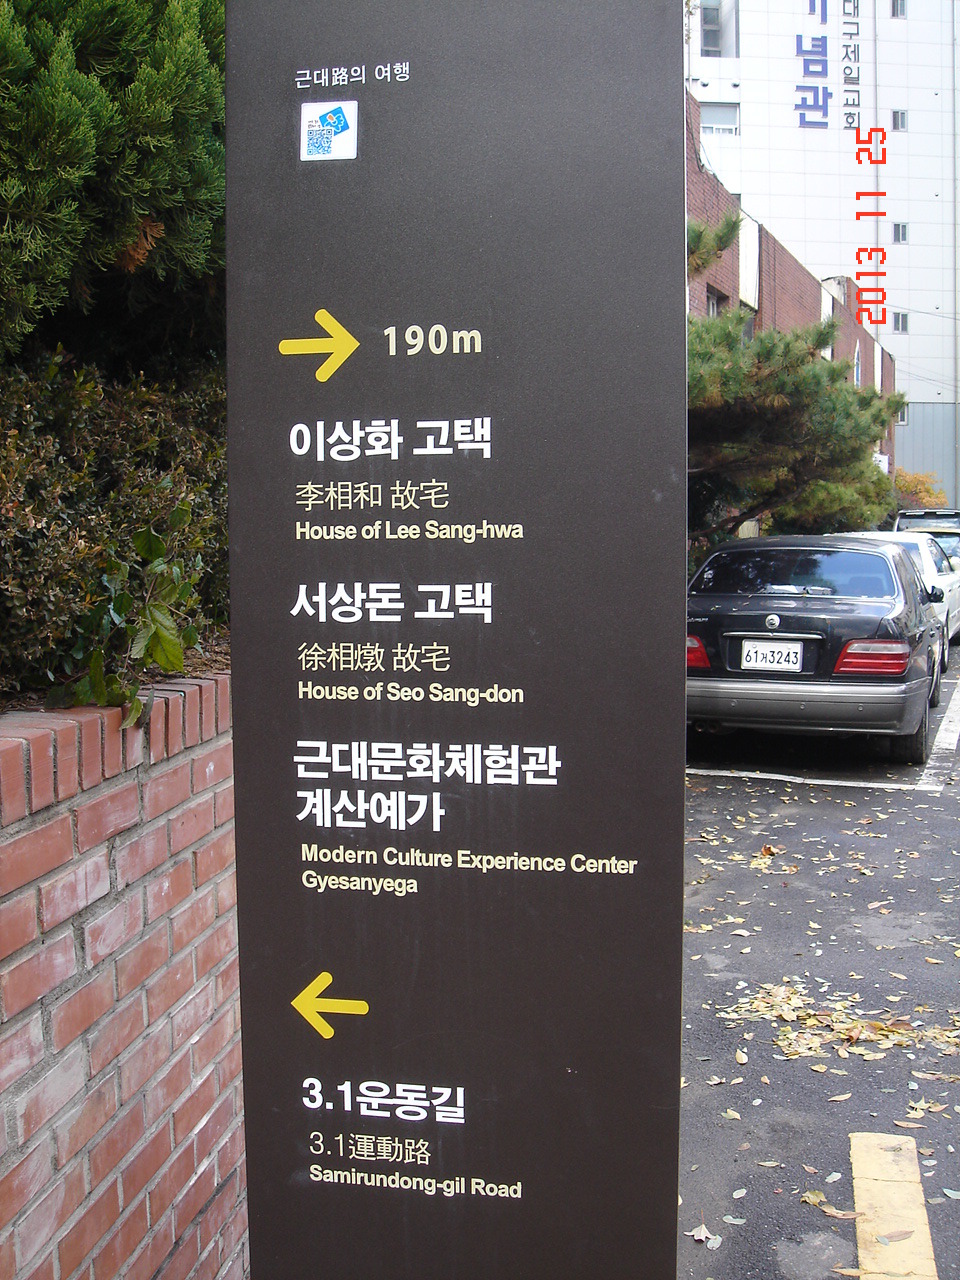 근대路의 여행
190m
이상화 고택
李相和 故宅
House of Lee Sang-hwa
서상돈 고택
徐相燉 故宅
House of Seo Sang-don
근대문화체험관
계산예가
Modern Culture Experience Center
Gyesanyega
3.1운동길
3.1運動路
Samirundong-gil Road
념관
대구제일교회
61거3243
2013 11 25